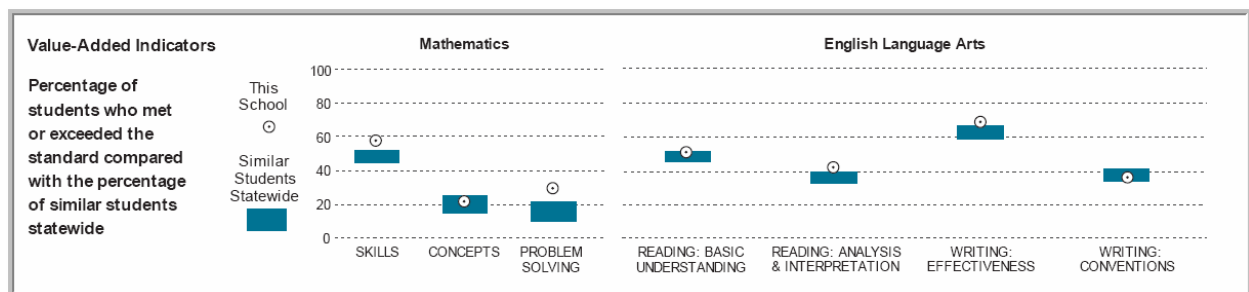 Value-Added Indicators
Percentage of
students who met
or exceeded the
standard compared
with the percentage
of similar students
statewide
This
School
Similar
Students
Statewide
Mathematics
100
80
60
40
20
0
SKILLS
CONCEPTS
PROBLEM
SOLVING
English Language Arts
READING: BASIC
UNDERSTANDING
READING: ANALYSIS
& INTERPRETATION
WRITING:
EFFECTIVENESS
WRITING:
CONVENTIONS